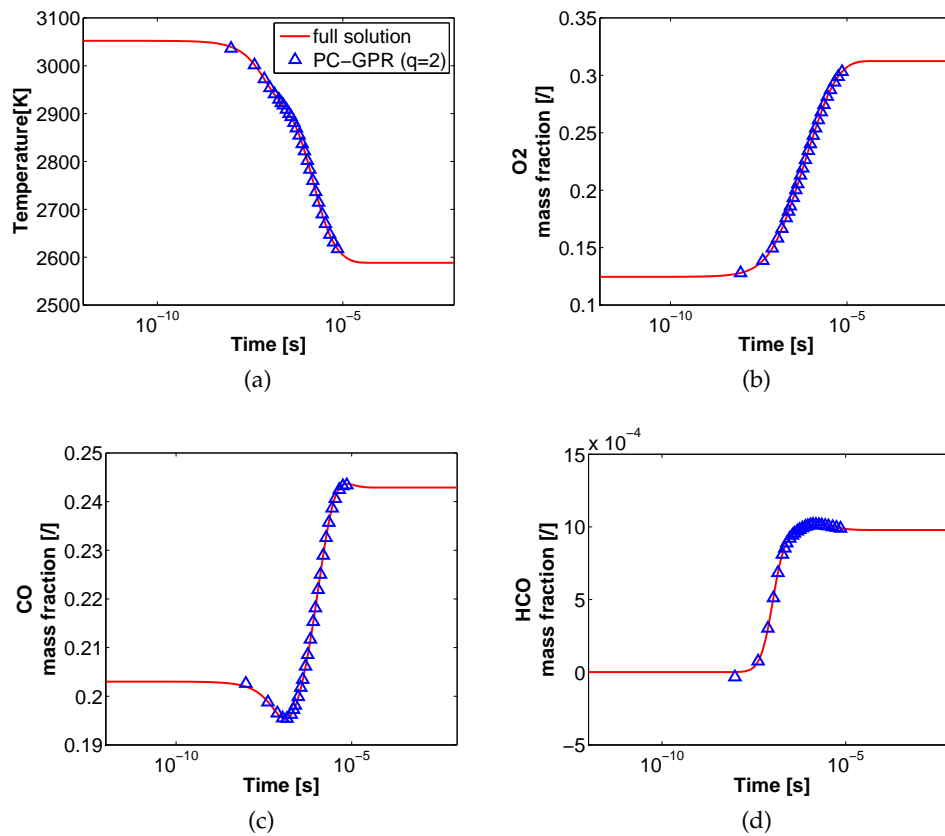 3100
3000
2900
2800
2700
2600
2500
Temperature[K]
full solution
PC−GPR (q=2)
10−10
10−5
Time [s]
(a)
0.35
0.3
0.25
0.2
0.15
0.1
O2
mass fraction [/]
10−10
10−5
Time [s]
(b)
0.25
0.24
0.23
0.22
0.21
0.2
0.19
CO
mass fraction [/]
10−10
10−5
Time [s]
(c)
x 10−4
15
10
5
0
−5
HCO
mass fraction [/]
10−10
10−5
Time [s]
(d)